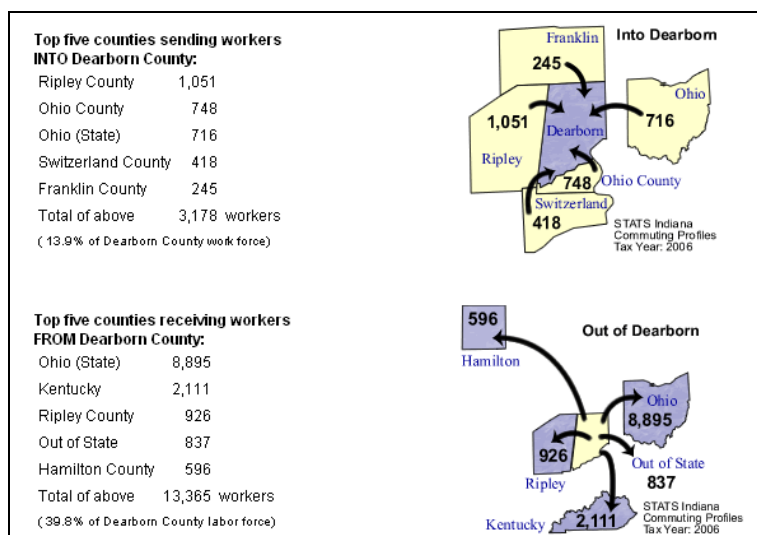 Top five counties sending workers
INTO Dearborn County:
Ripley County 1,051
Ohio County 748
Ohio (State) 716
Switzerland County 418
Franklin County 245
Total of above 3,178 workers
( 13.9% of Dearborn County work force)
Into Dearborn
Franklin
245
Ohio
716
1,051
Dearborn
Ripley
748
Ohio County
Switzerland
418
STATS Indiana
Commuting Profiles
Tax Year: 2006
Top five counties receiving workers
FROM Dearborn County:
Ohio (State) 8,895
Kentucky 2,111
Ripley County 926
Out of State 837
Hamilton County 596
Total of above 13,365 workers
(39.8% of Dearborn County labor force)
Out of Dearborn
596
Hamilton
Ohio
8,895
926
Ripley
Out of State
837
Kentucky
2,111
STATS Indiana
Commuting Profiles
Tax Year: 2006